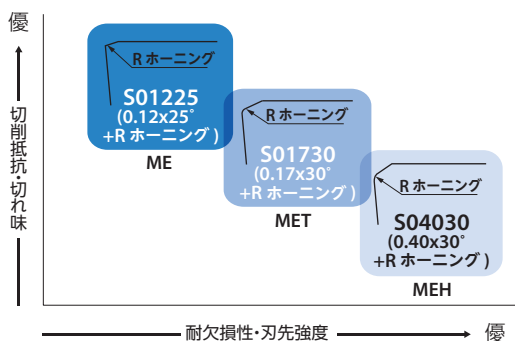 優
切削抵抗・切れ味
R ホーニング
S01225
(0.12x25°
+R ホーニング )
ME
R ホーニング
S01730
(0.17x30°
+R ホーニング )
MET
R ホーニング
S04030
(0.40x30°
+R ホーニング )
MEH
耐欠損性・刃先強度
優